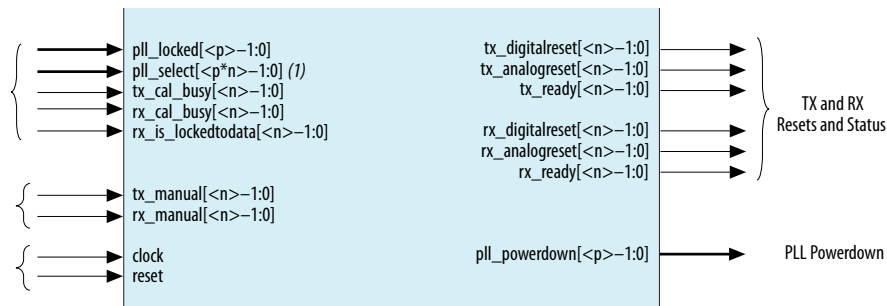 pll_locked[<p>−1:0]
pll_select[<p*n>−1:0] (1)
tx_cal_busy[<n>−1:0]
rx_cal_busy[<n>−1:0]
rx_is_lockedtodata[<n>−1:0]
tx_manual[<n>−1:0]
rx_manual[<n>−1:0]
clock
reset
tx_digitalreset[<n>−1:0]
tx_analogreset[<n>−1:0]
tx_ready[<n>−1:0]
rx_digitalreset[<n>−1:0]
rx_analogreset[<n>−1:0]
rx_ready[<n>−1:0]
pll_powerdown[<p>−1:0]
TX and RX
Resets and Status
PLL Powerdown